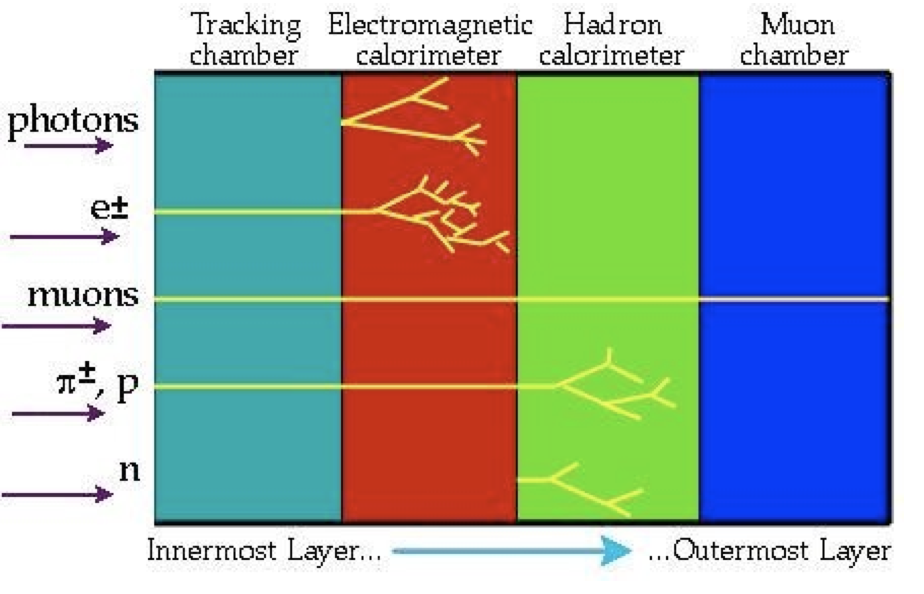 Tracking chamber
Electromagnetic calorimeter
Hadron calorimeter
Muon chamber
photons
e±
muons
π±, p
n
Innermost Layer...
...Outermost Layer